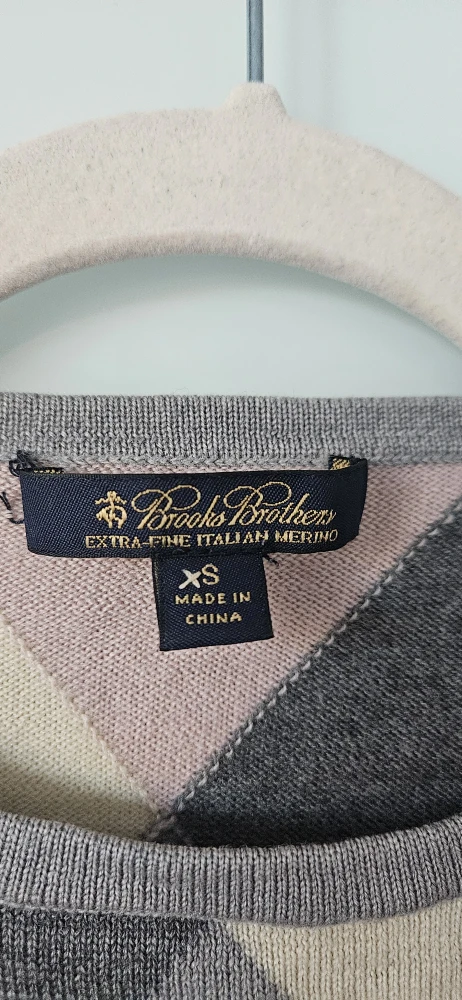 Brooks Brothers
EXTRA-FINE ITALIAN MERINO
XS
MADE IN
CHINA